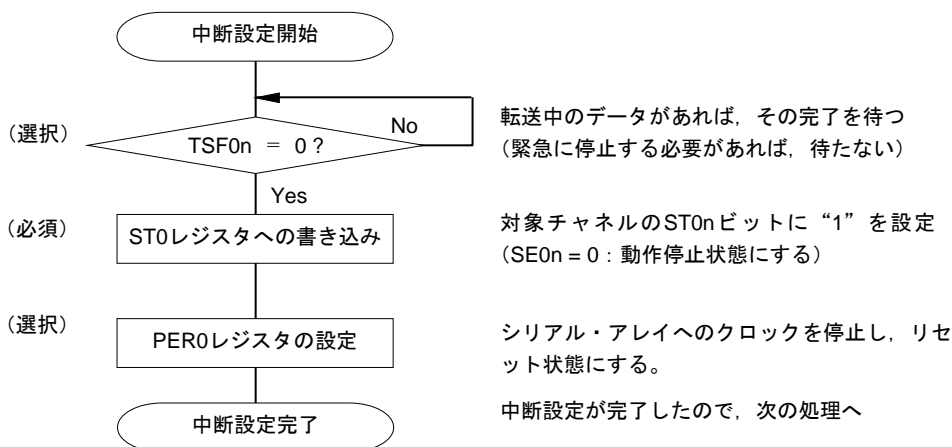 中断設定開始
（選択）
TSF0n = 0？
No
転送中のデータがあれば，その完了を待つ
（緊急に停止する必要があれば，待たない）
Yes
（必須）
ST0レジスタへの書き込み
対象チャネルのST0nビットに“1”を設定
（SE0n = 0：動作停止状態にする）
（選択）
PER0レジスタの設定
シリアル・アレイへのクロックを停止し，リセ
ット状態にする。
中断設定完了
中断設定が完了したので，次の処理へ